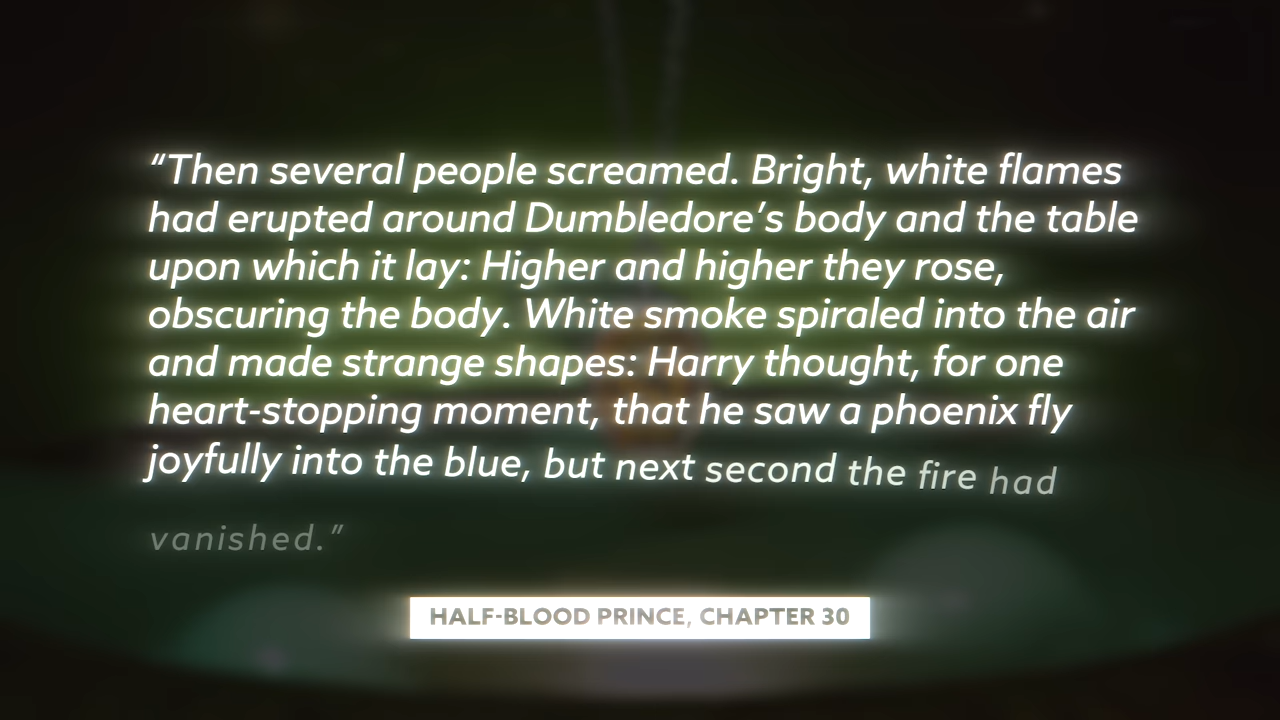 “Then several people screamed. Bright, white flames
had erupted around Dumbledore’s body and the table
upon which it lay: Higher and higher they rose,
obscuring the body. White smoke spiraled into the air
and made strange shapes: Harry thought, for one
heart-stopping moment, that he saw a phoenix fly
joyfully into the blue, but next second the fire had
vanished.”
HALF-BLOOD PRINCE, CHAPTER 30